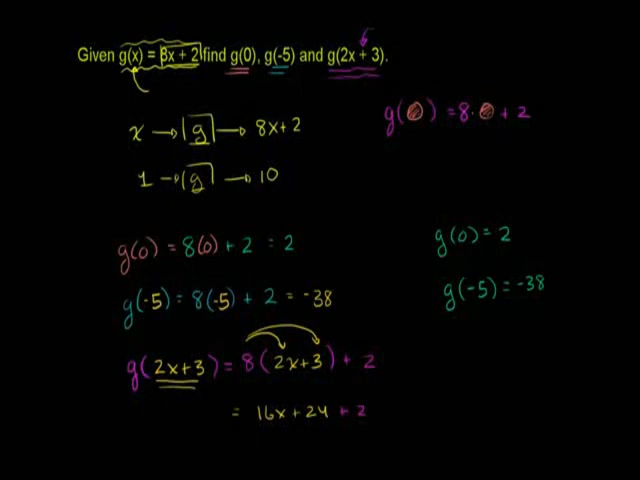 Given g(x) = 8x + 2 find g(0), g(-5) and g(2x + 3).
g( ) = 8· + 2
x → g → 8x+2
1 → g → 10
g(0) = 8(0) + 2 = 2
g(0) = 2
g(-5) = 8(-5) + 2 = -38
g(-5) = -38
g(2x+3) = 8(2x+3) + 2
= 16x + 24 + 2